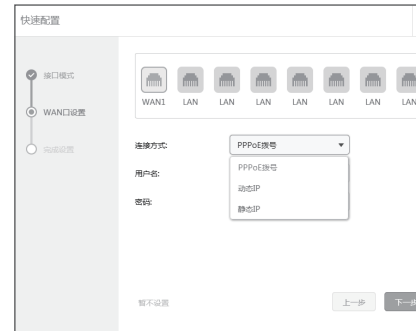 快速配置
接口模式
WAN口设置
完成设置
WAN1 LAN LAN LAN LAN LAN LAN LAN
连接方式: PPPoE拨号
PPPoE拨号
用户名:
动态IP
密码:
静态IP
暂不设置 上一步 下一步